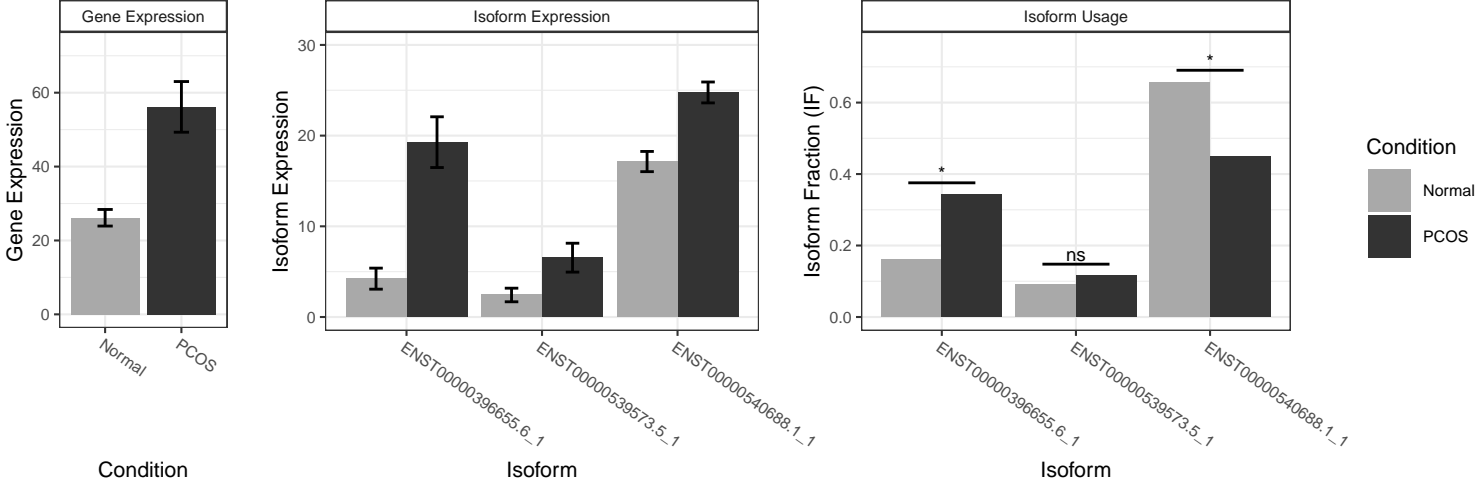 Gene Expression
Gene Expression
60
40
20
0
Normal
PCOS
Condition
Isoform Expression
Isoform Expression
30
20
10
0
ENST00000396655.6_1
ENST00000539573.5_1
ENST00000540688.1_1
Isoform
Isoform Usage
Isoform Fraction (IF)
0.6
0.4
0.2
0.0
*
ns
*
ENST00000396655.6_1
ENST00000539573.5_1
ENST00000540688.1_1
Isoform
Condition
Normal
PCOS